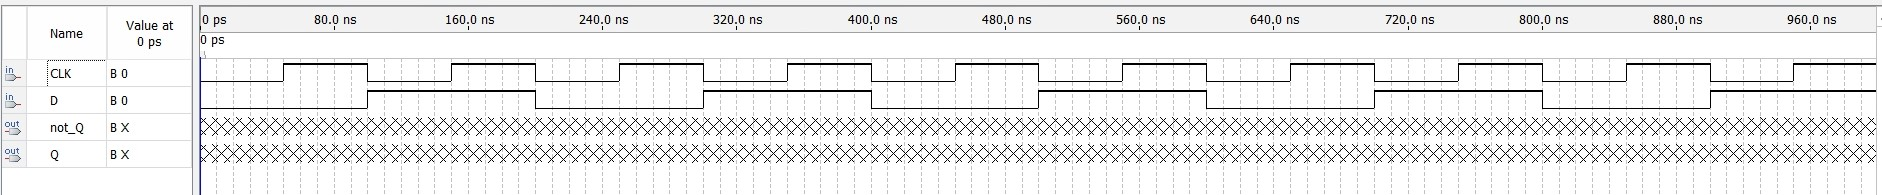 Name Value at 0 ps
0 ps 80.0 ns 160.0 ns 240.0 ns 320.0 ns 400.0 ns 480.0 ns 560.0 ns 640.0 ns 720.0 ns 800.0 ns 880.0 ns 960.0 ns
0 ps
in CLK B 0
in D B 0
out not_Q B X
out Q B X